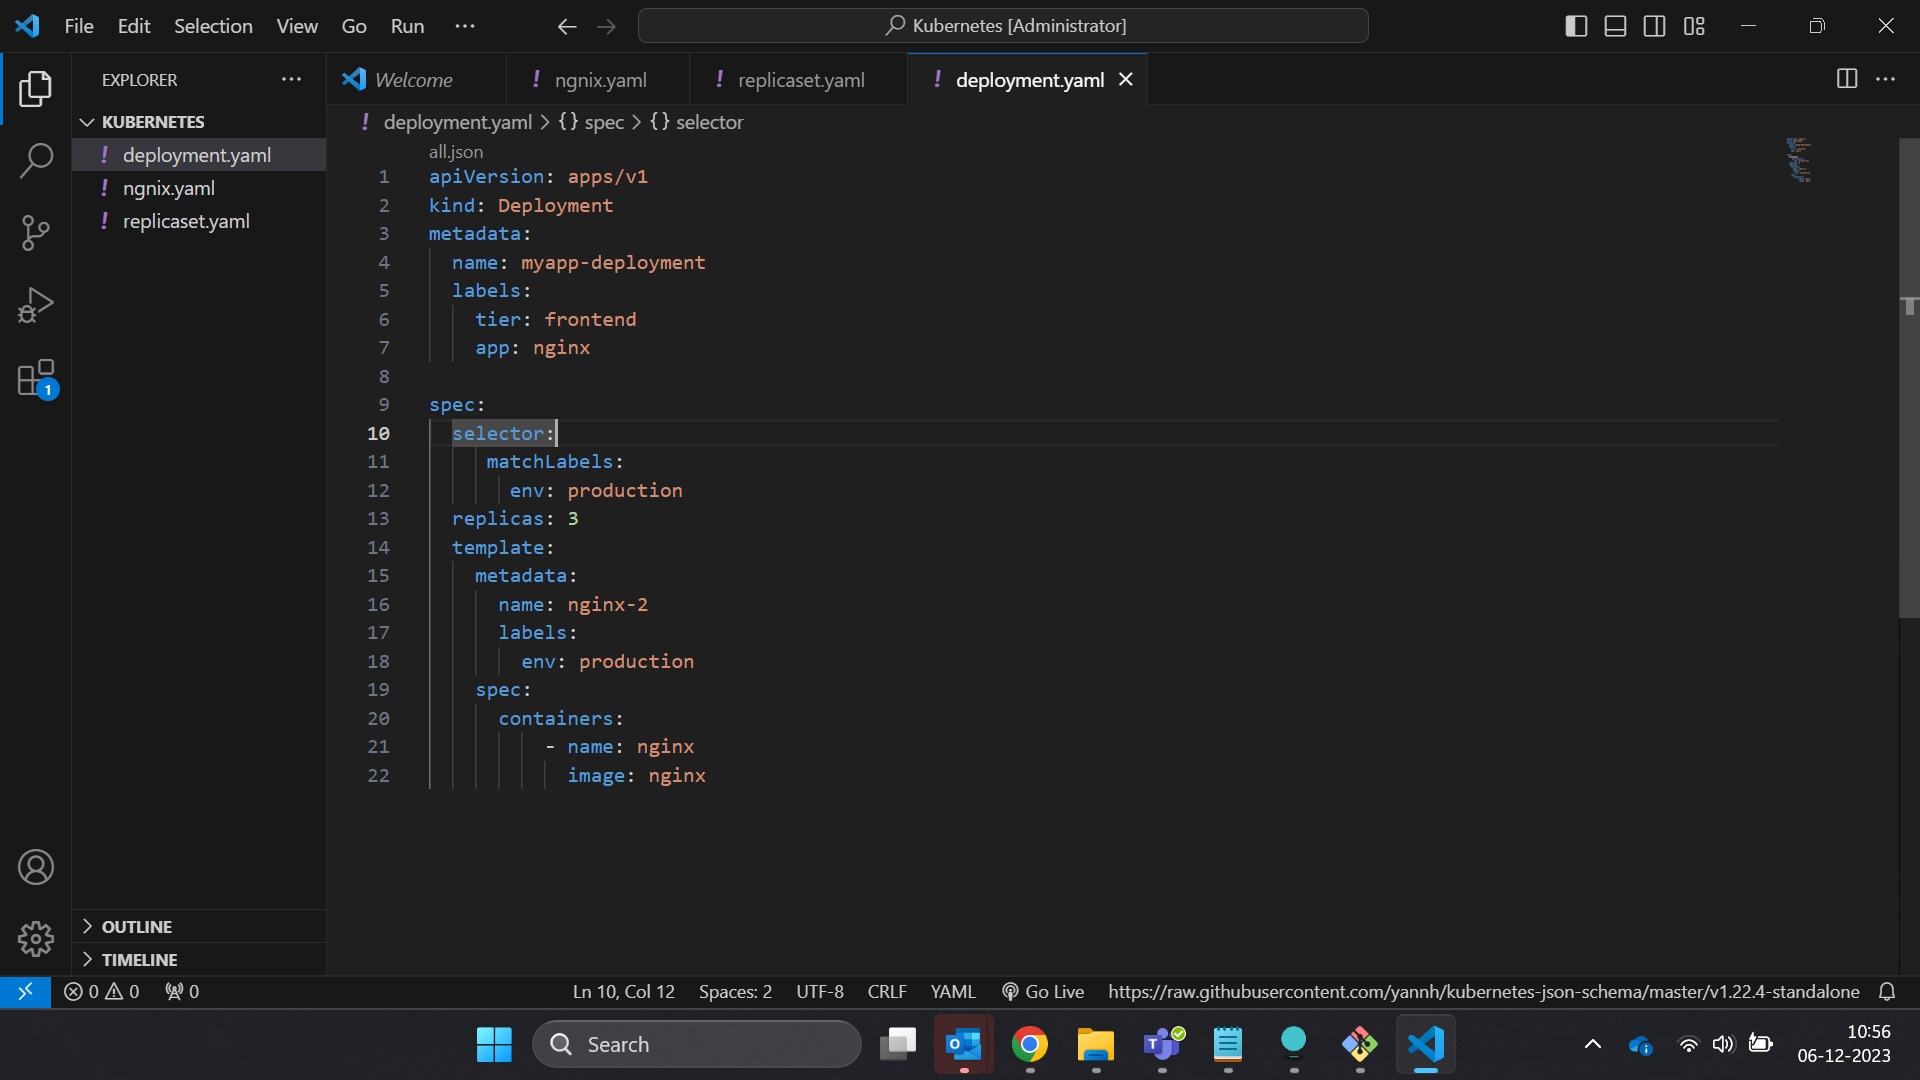 File Edit Selection View Go Run ··· Kubernetes [Administrator]
EXPLORER ···
KUBERNETES
! deployment.yaml
! ngnix.yaml
! replicaset.yaml
OUTLINE
TIMELINE
Welcome ! ngnix.yaml ! replicaset.yaml ! deployment.yaml
! deployment.yaml > {} spec > {} selector
all.json
1 apiVersion: apps/v1
2 kind: Deployment
3 metadata:
4   name: myapp-deployment
5   labels:
6     tier: frontend
7     app: nginx
8
9 spec:
10   selector:
11      matchLabels:
12        env: production
13   replicas: 3
14   template:
15     metadata:
16       name: nginx-2
17       labels:
18         env: production
19     spec:
20       containers:
21           - name: nginx
22             image: nginx
1
0 0 0 Ln 10, Col 12 Spaces: 2 UTF-8 CRLF YAML Go Live https://raw.githubusercontent.com/yannh/kubernetes-json-schema/master/v1.22.4-standalone
Search
10:56
06-12-2023